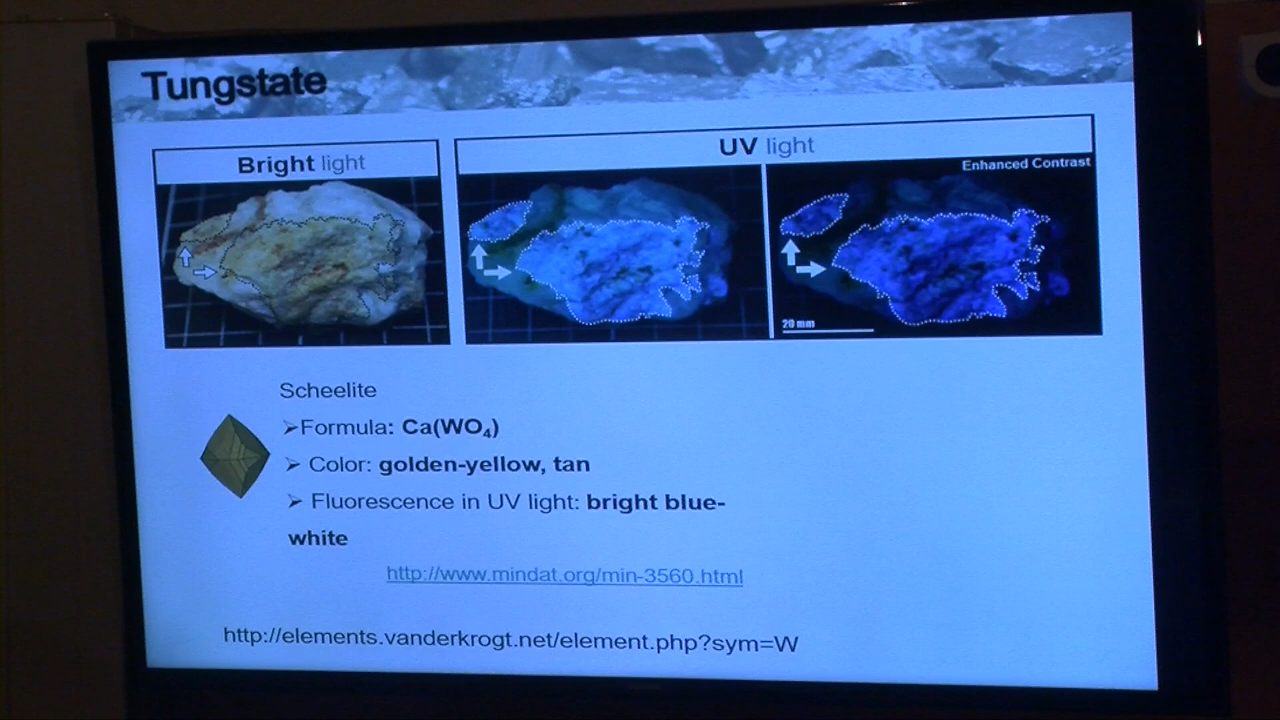 Tungstate
Bright light
UV light
Enhanced Contrast
20 mm
Scheelite
➢Formula: Ca(WO₄)
➢ Color: golden-yellow, tan
➢ Fluorescence in UV light: bright blue-
white
http://www.mindat.org/min-3560.html
http://elements.vanderkrogt.net/element.php?sym=W